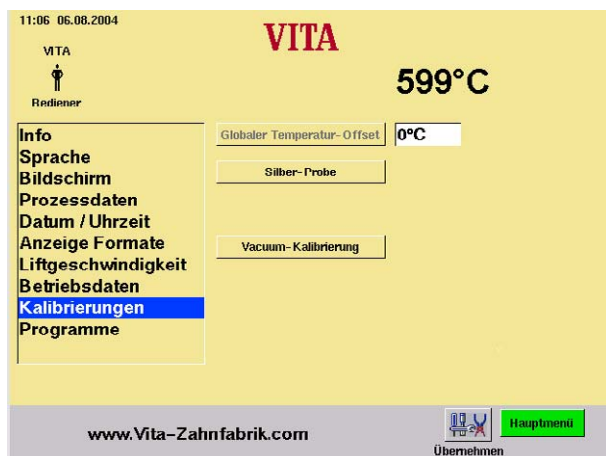 11:06 06.08.2004
VITA
VITA
599°C
Bediener
Info
Sprache
Bildschirm
Prozessdaten
Datum / Uhrzeit
Anzeige Formate
Liftgeschwindigkeit
Betriebsdaten
Kalibrierungen
Programme
Globaler Temperatur-Offset
0°C
Silber-Probe
Vacuum-Kalibrierung
www.Vita-Zahnfabrik.com
Übernehmen
Hauptmenü